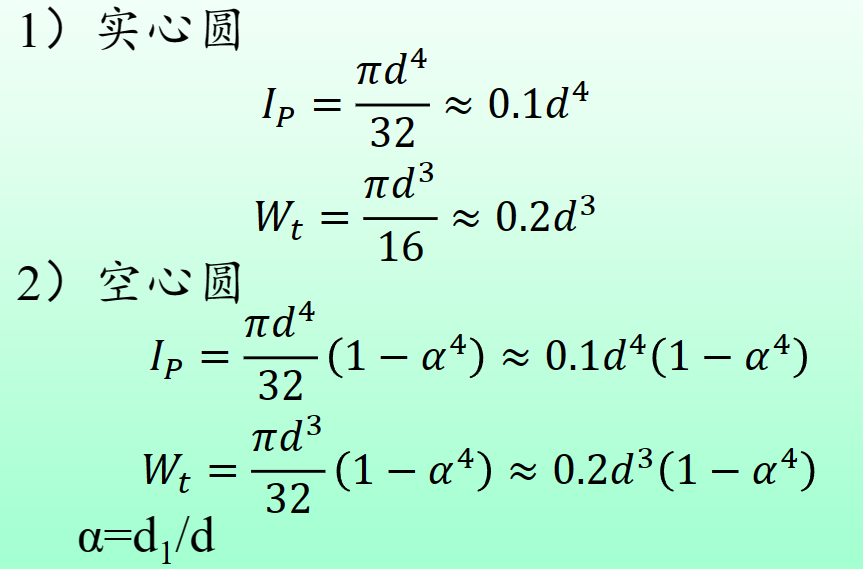 1）实心圆
I_P = πd⁴/32 ≈ 0.1d⁴
W_t = πd³/16 ≈ 0.2d³
2）空心圆
I_P = πd⁴/32 (1 − α⁴) ≈ 0.1d⁴(1 − α⁴)
W_t = πd³/32 (1 − α⁴) ≈ 0.2d³(1 − α⁴)
α=d₁/d